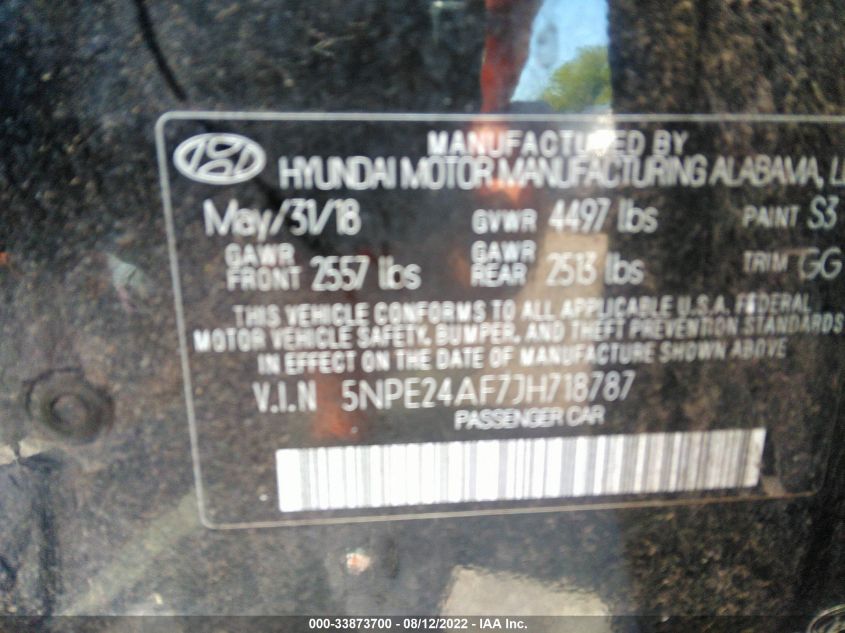 MANUFACTURED BY
HYUNDAI MOTOR MANUFACTURING ALABAMA,
May/31/18 GVWR 4497 lbs PAINT S3
GAWR FRONT 2557 lbs GAWR REAR 2513 lbs TRIM GG
THIS VEHICLE CONFORMS TO ALL APPLICABLE U.S.A. FEDERAL
MOTOR VEHICLE SAFETY, BUMPER, AND THEFT PREVENTION STANDARDS
IN EFFECT ON THE DATE OF MANUFACTURE SHOWN ABOVE
V.I.N 5NPE24AF7JH718787
PASSENGER CAR
000-33873700 - 08/12/2022 - IAA Inc.